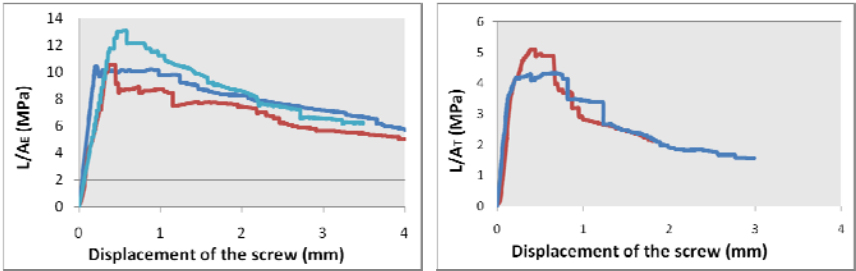 14
12
10
8
6
4
2
0
L/AE (MPa)
0 1 2 3 4
Displacement of the screw (mm)
6
5
4
3
2
1
0
L/AT (MPa)
0 1 2 3 4
Displacement of the screw (mm)